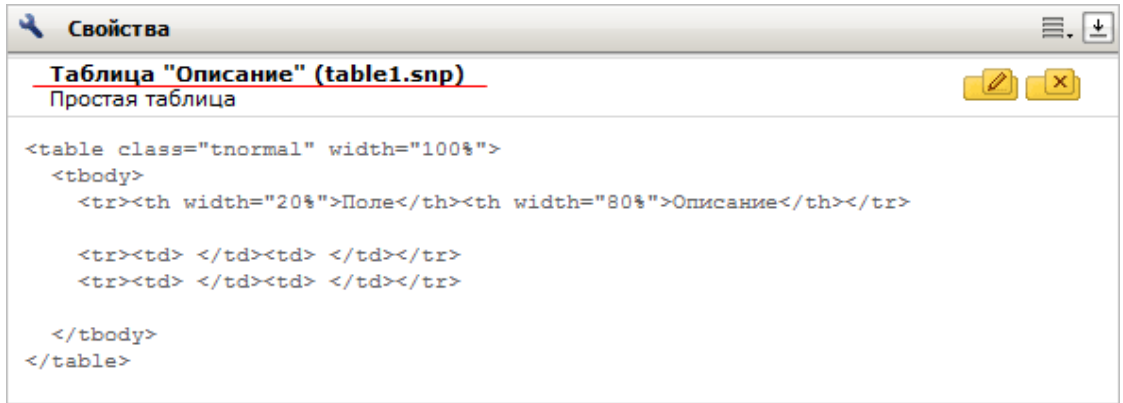 Свойства
Таблица "Описание" (table1.snp)
Простая таблица
<table class="tnormal" width="100%">
  <tbody>
    <tr><th width="20%">Поле</th><th width="80%">Описание</th></tr>
    <tr><td> </td><td> </td></tr>
    <tr><td> </td><td> </td></tr>
  </tbody>
</table>